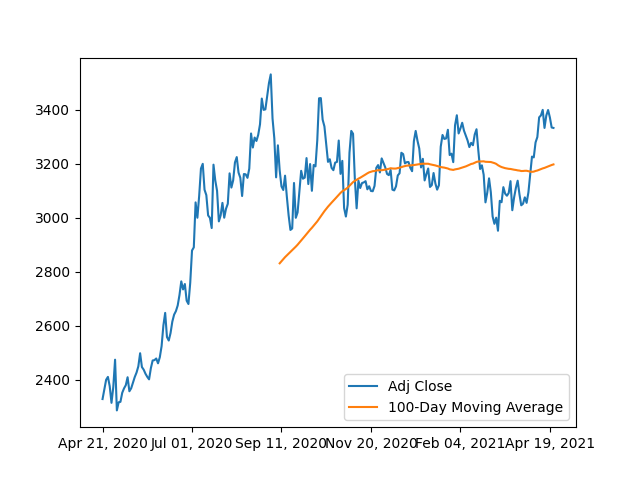 3400
3200
3000
2800
2600
2400
Adj Close
100-Day Moving Average
Apr 21, 2020 Jul 01, 2020 Sep 11, 2020 Nov 20, 2020 Feb 04, 2021 Apr 19, 2021